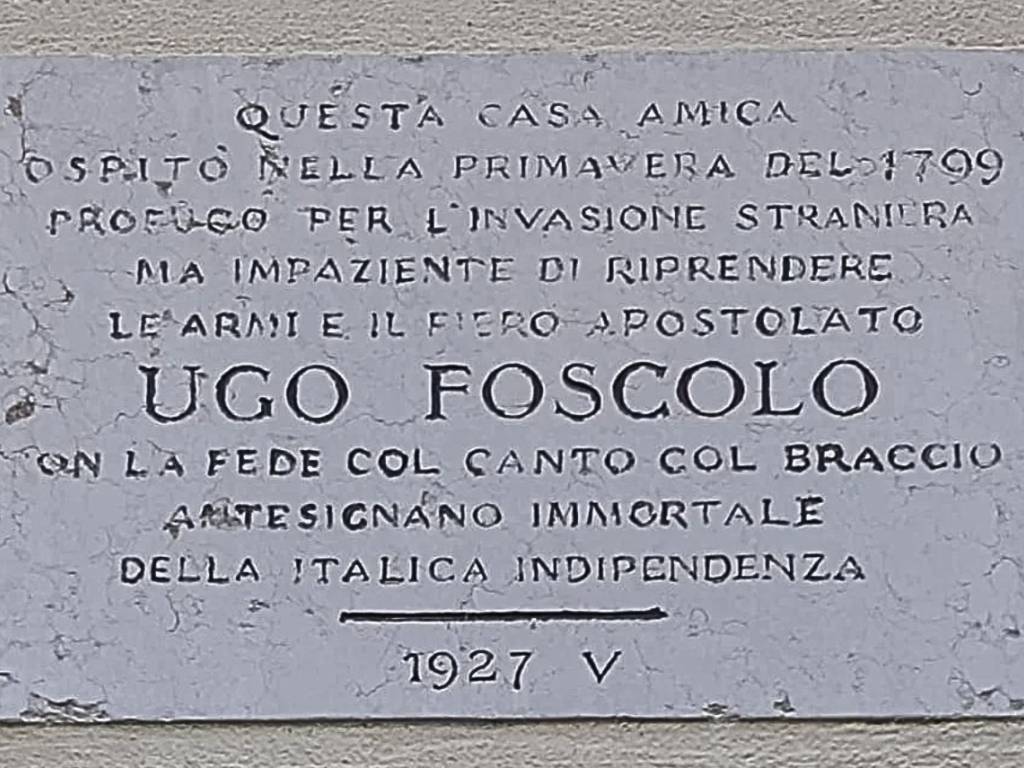 QUESTA CASA AMICA
OSPITÒ NELLA PRIMAVERA DEL 1799
PROFUGO PER L'INVASIONE STRANIERA
MA IMPAZIENTE DI RIPRENDERE
LE ARMI E IL FIERO APOSTOLATO
UGO FOSCOLO
CON LA FEDE COL CANTO COL BRACCIO
ANTESIGNANO IMMORTALE
DELLA ITALICA INDIPENDENZA
1927 V